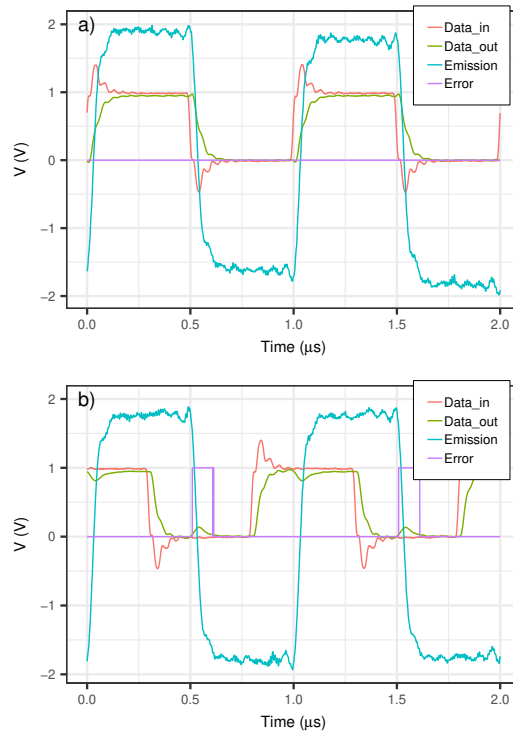 a)
Data_in
Data_out
Emission
Error
V (V)
2
1
0
−1
−2
0.0 0.5 1.0 1.5 2.0
Time (μs)
b)
Data_in
Data_out
Emission
Error
V (V)
2
1
0
−1
−2
0.0 0.5 1.0 1.5 2.0
Time (μs)